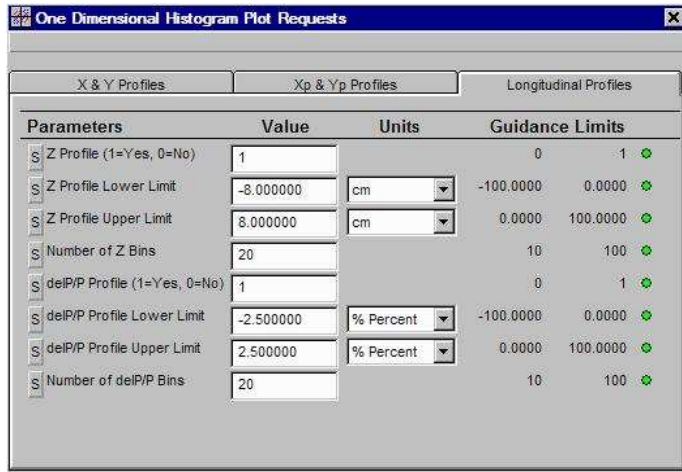 One Dimensional Histogram Plot Requests
X & Y Profiles Xp & Yp Profiles Longitudinal Profiles
Parameters Value Units Guidance Limits
S Z Profile (1=Yes, 0=No) 1 0 1
S Z Profile Lower Limit -8.000000 cm -100.0000 0.0000
S Z Profile Upper Limit 8.000000 cm 0.0000 100.0000
S Number of Z Bins 20 10 100
S delP/P Profile (1=Yes, 0=No) 1 0 1
S delP/P Profile Lower Limit -2.500000 % Percent -100.0000 0.0000
S delP/P Profile Upper Limit 2.500000 % Percent 0.0000 100.0000
S Number of delP/P Bins 20 10 100